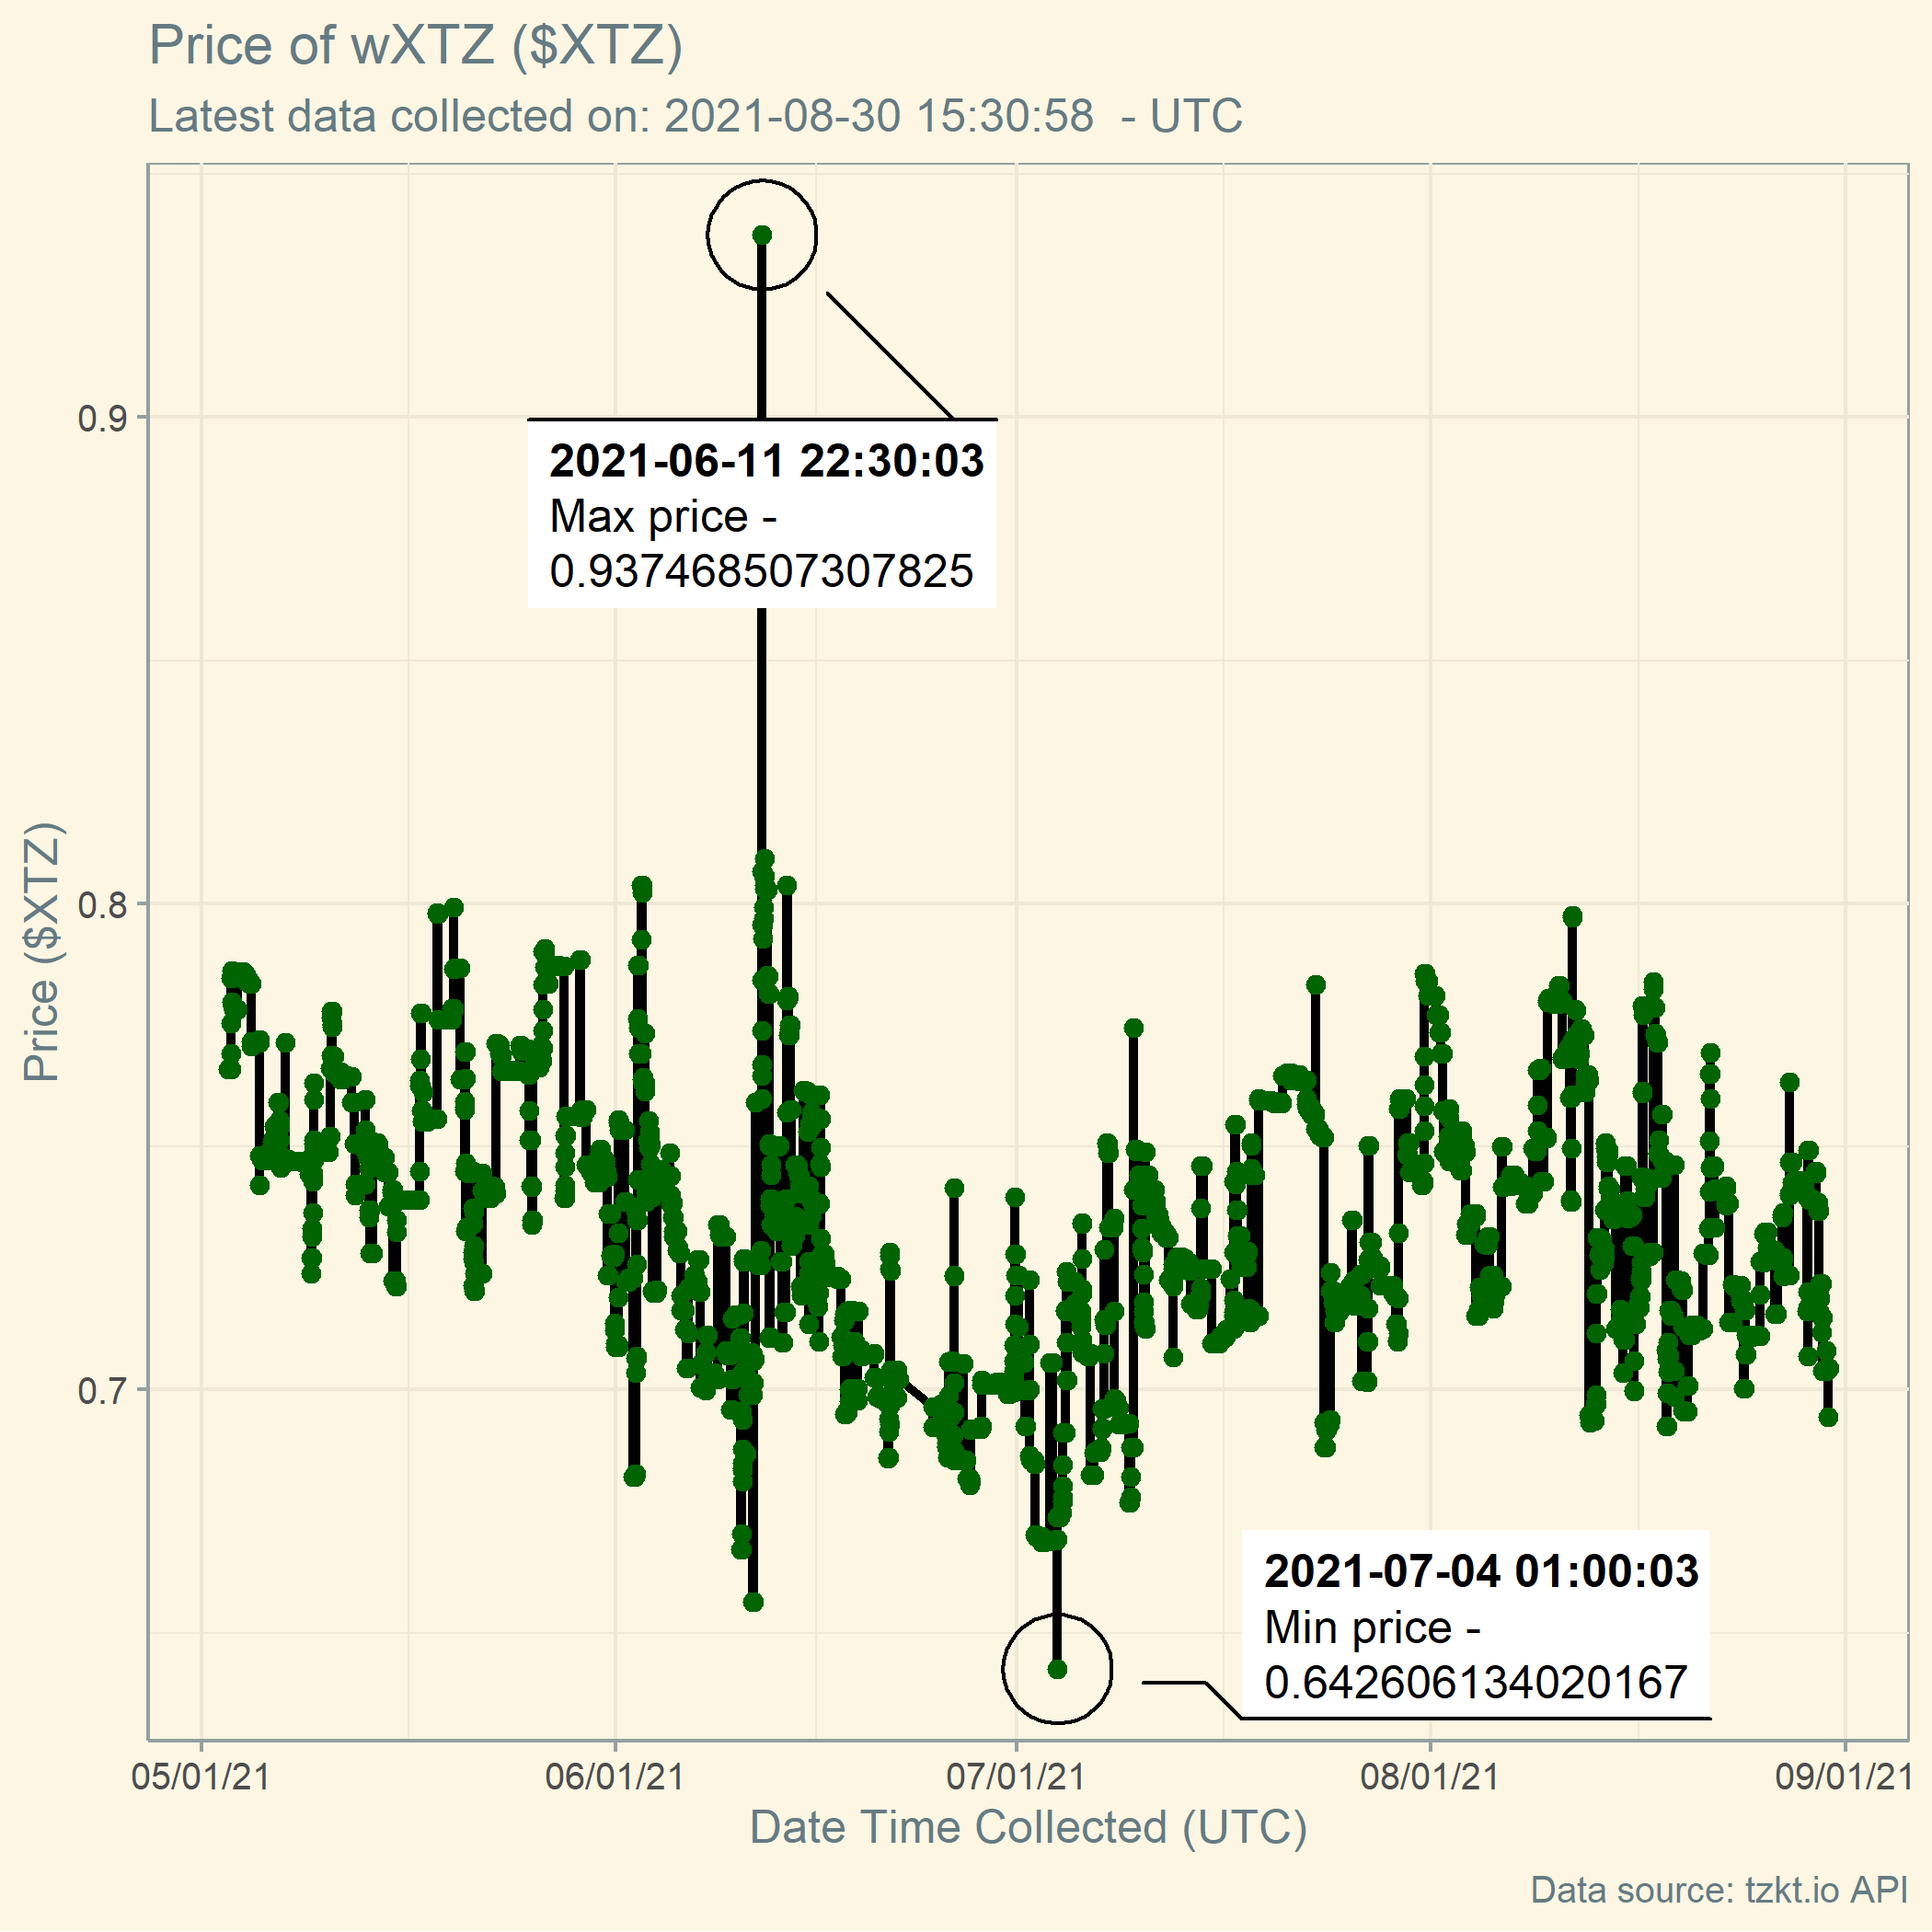 Price of wXTZ ($XTZ)
Latest data collected on: 2021-08-30 15:30:58  - UTC
2021-06-11 22:30:03
Max price -
0.937468507307825
0.9
0.8
0.7
Price ($XTZ)
2021-07-04 01:00:03
Min price -
0.642606134020167
05/01/21 06/01/21 07/01/21 08/01/21 09/01/21
Date Time Collected (UTC)
Data source: tzkt.io API